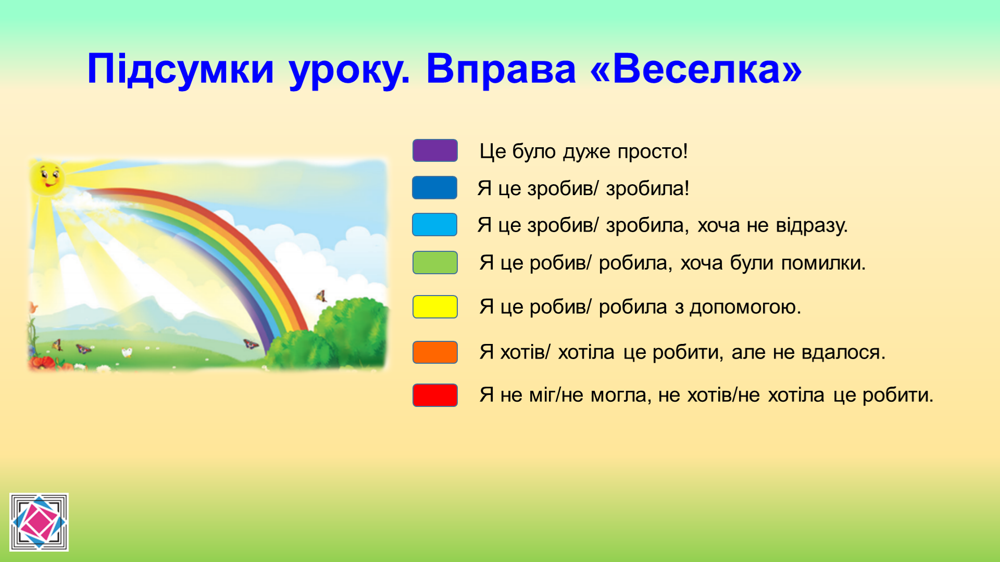 Підсумки уроку. Вправа «Веселка»
Це було дуже просто!
Я це зробив/ зробила!
Я це зробив/ зробила, хоча не відразу.
Я це робив/ робила, хоча були помилки.
Я це робив/ робила з допомогою.
Я хотів/ хотіла це робити, але не вдалося.
Я не міг/не могла, не хотів/не хотіла це робити.